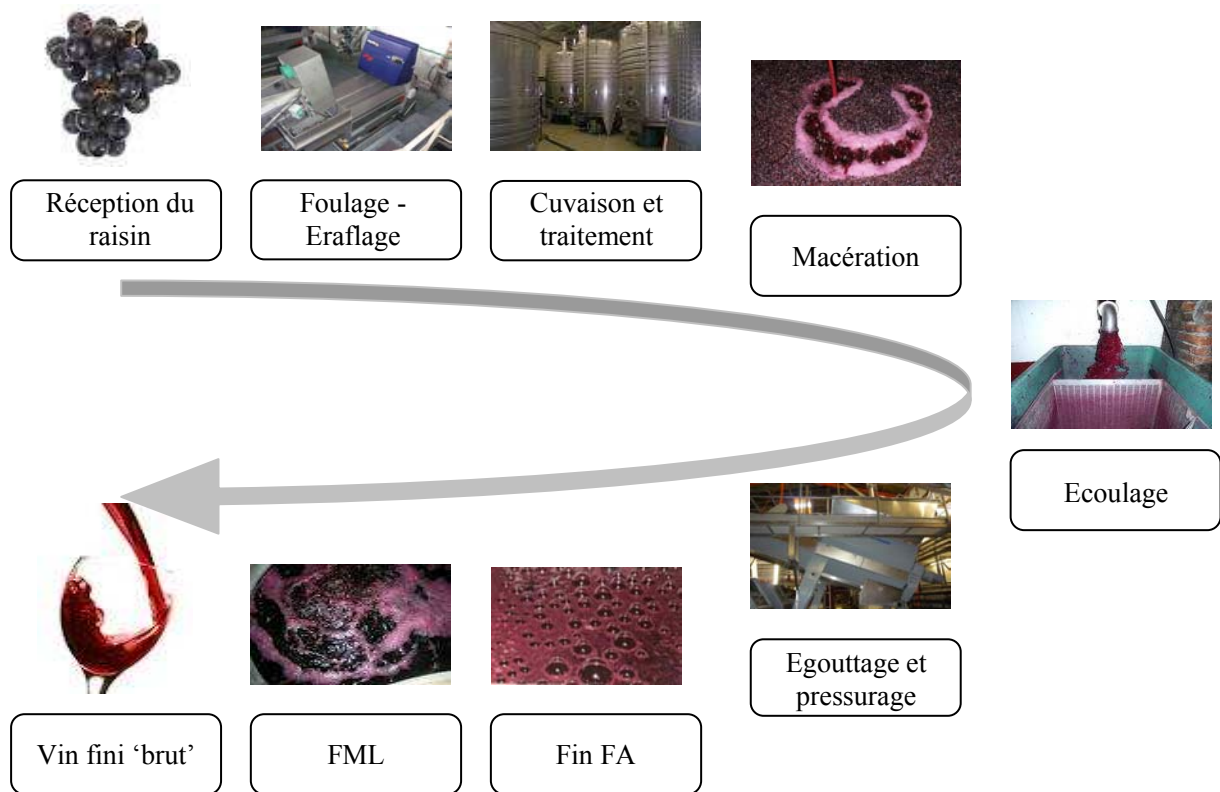 Réception du
raisin
Foulage -
Eraflage
Cuvaison et
traitement
Macération
Ecoulage
Egouttage et
pressurage
Fin FA
FML
Vin fini ‘brut’